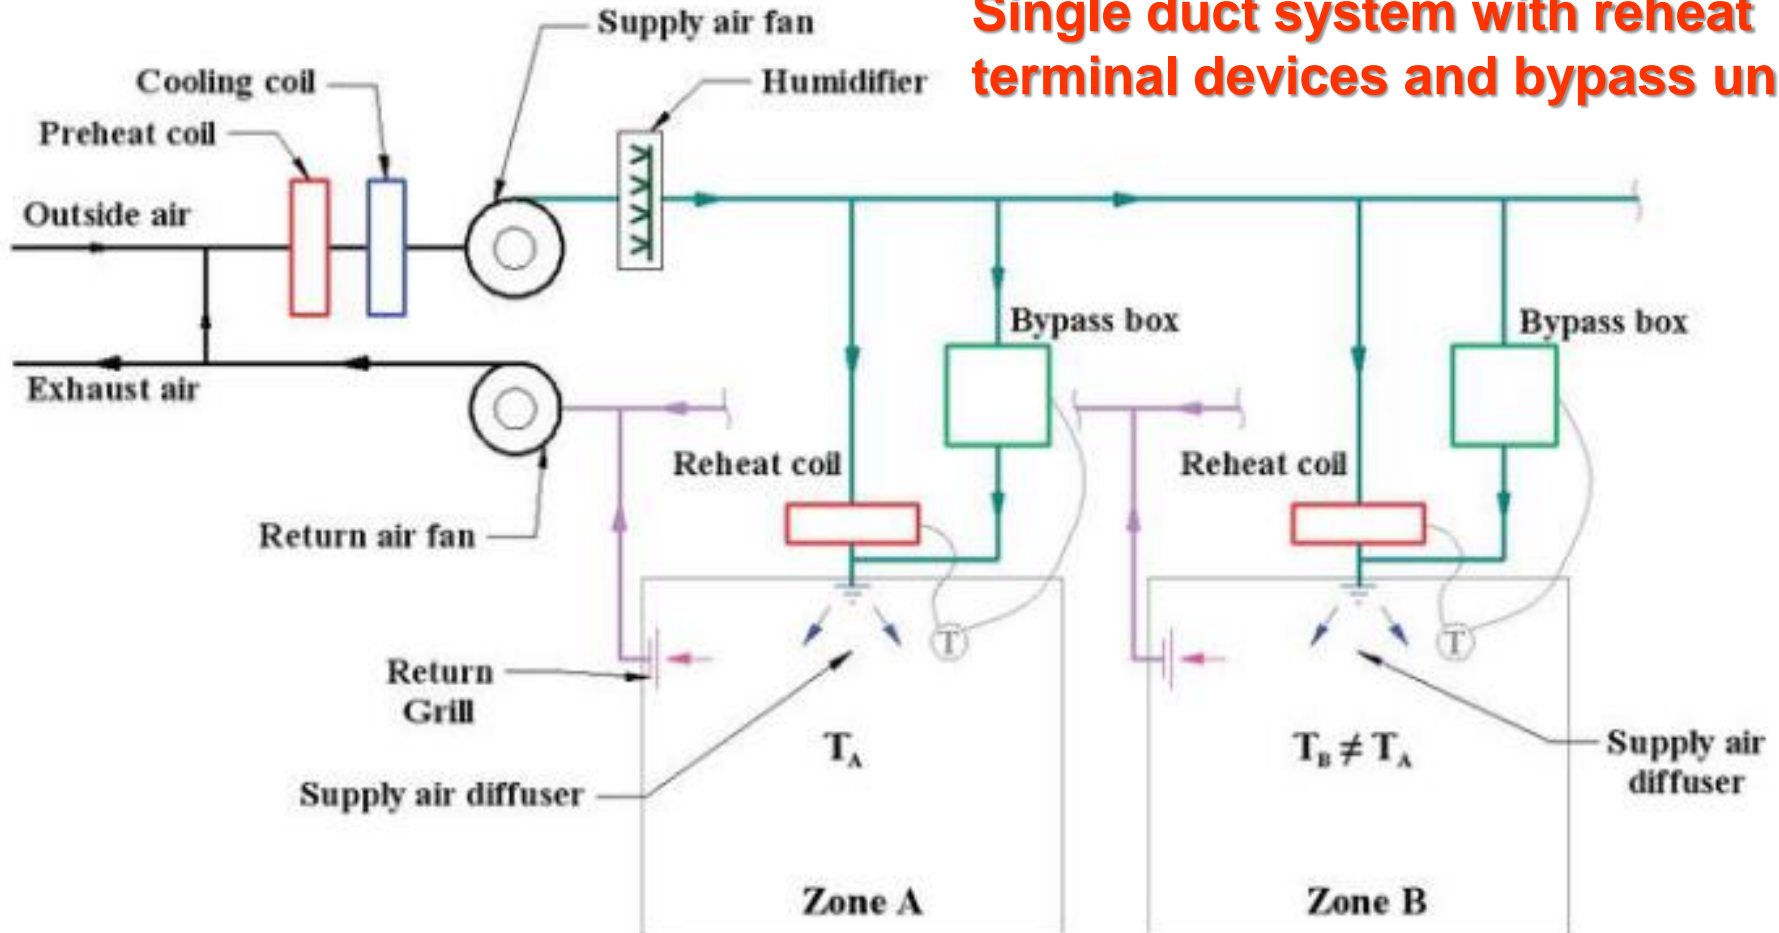 Single duct system with reheat
terminal devices and bypass un
Supply air fan
Cooling coil
Humidifier
Preheat coil
Outside air
Bypass box
Bypass box
Exhaust air
Reheat coil
Reheat coil
Return air fan
T
T
Return
Grill
T_A
T_B ≠ T_A
Supply air
diffuser
Supply air diffuser
Zone A
Zone B